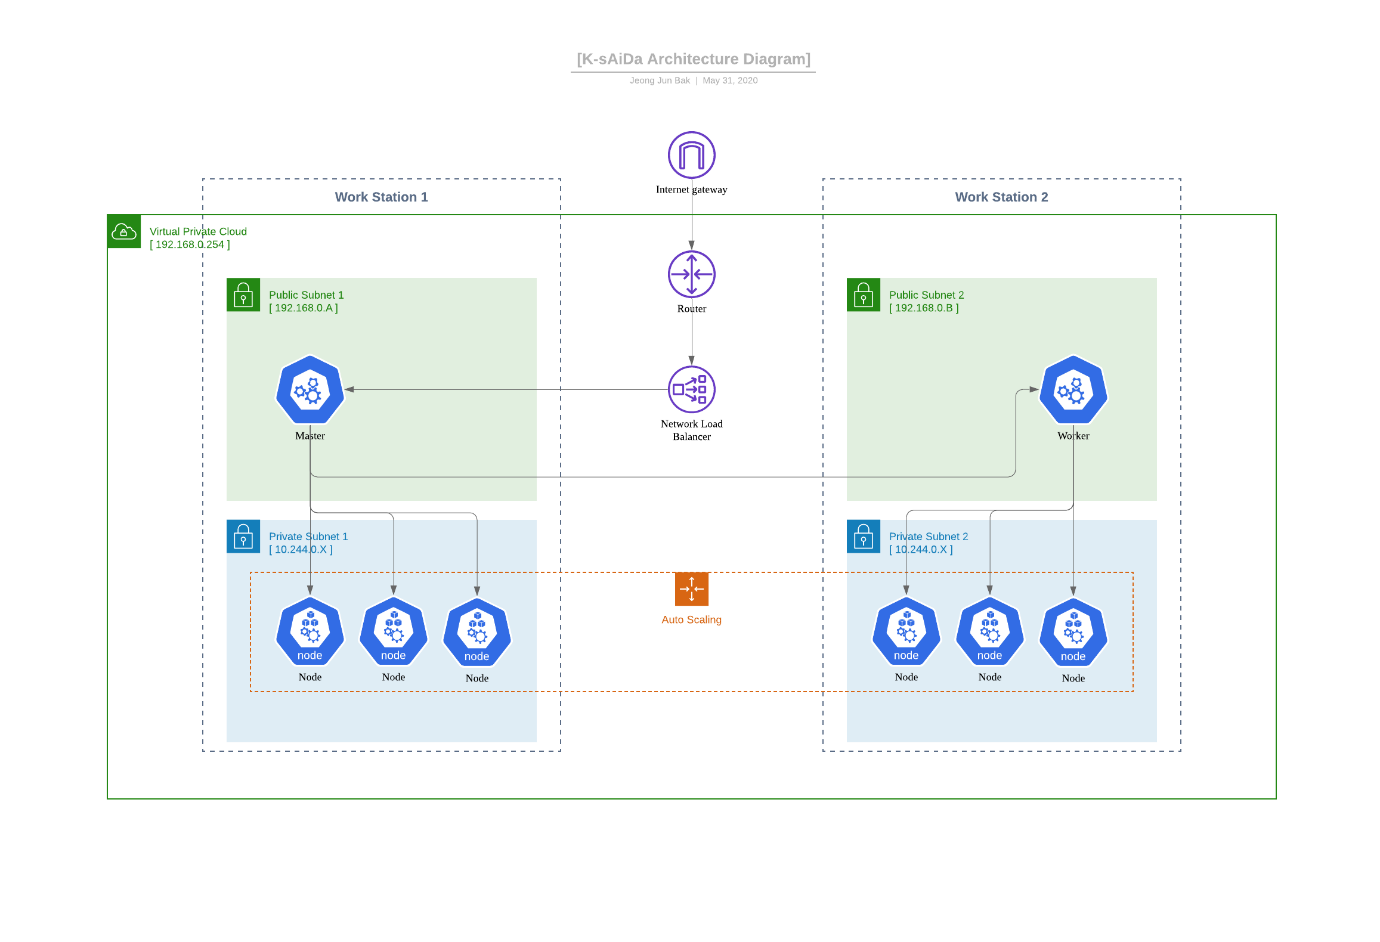 [K-sAiDa Architecture Diagram]
Jeong Jun Bak | May 31, 2020
Internet gateway
Work Station 1
Work Station 2
Virtual Private Cloud
[ 192.168.0.254 ]
Public Subnet 1
[ 192.168.0.A ]
Router
Public Subnet 2
[ 192.168.0.B ]
Master
Network Load
Balancer
Worker
Private Subnet 1
[ 10.244.0.X ]
Private Subnet 2
[ 10.244.0.X ]
Auto Scaling
node
node
node
node
node
node
Node
Node
Node
Node
Node
Node